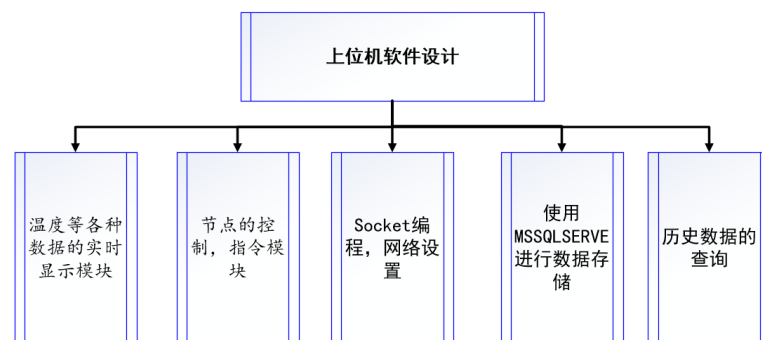 上位机软件设计
温度等各种
数据的实时
显示模块
节点的控
制，指令模
块
Socket编
程，网络设
置
使用
MSSQLSERVE
进行数据存
储
历史数据的
查询